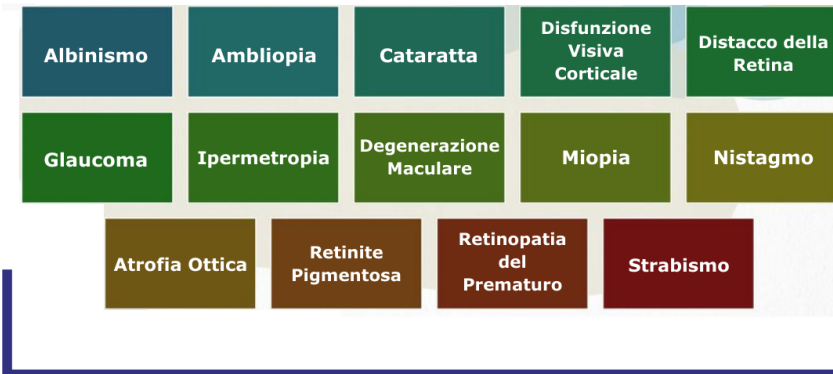 Albinismo
Ambliopia
Cataratta
Disfunzione
Visiva
Corticale
Distacco della
Retina
Glaucoma
Ipermetropia
Degenerazione
Maculare
Miopia
Nistagmo
Atrofia Ottica
Retinite
Pigmentosa
Retinopatia
del
Prematuro
Strabismo